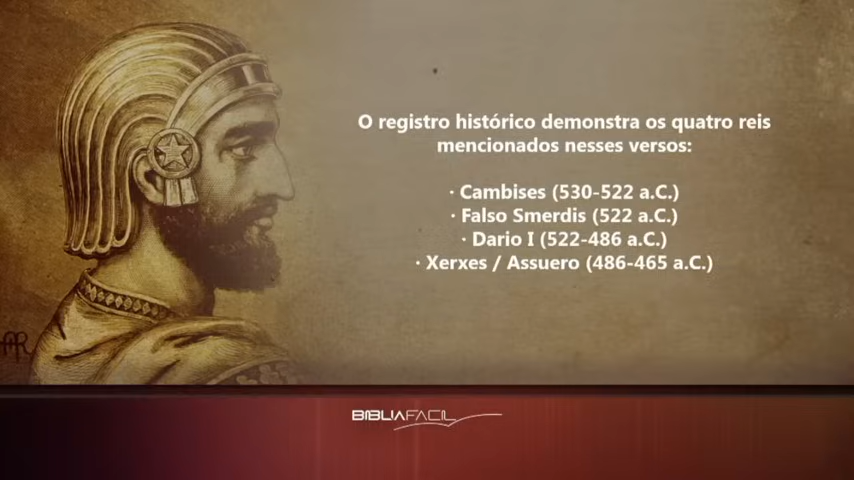 O registro histórico demonstra os quatro reis
mencionados nesses versos:
· Cambises (530-522 a.C.)
· Falso Smerdis (522 a.C.)
· Dario I (522-486 a.C.)
· Xerxes / Assuero (486-465 a.C.)
BÍBLIAFACIL